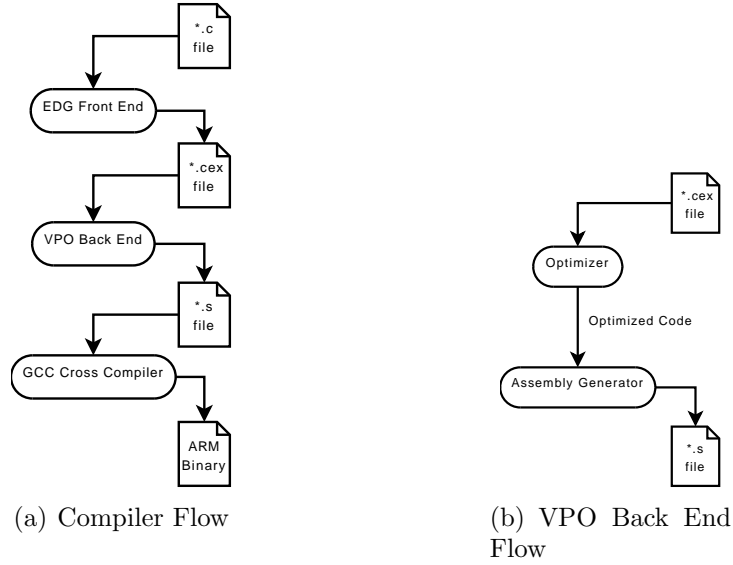 *.c
file
EDG Front End
*.cex
file
VPO Back End
*.s
file
GCC Cross Compiler
ARM
Binary
(a) Compiler Flow
*.cex
file
Optimizer
Optimized Code
Assembly Generator
*.s
file
(b) VPO Back End
Flow